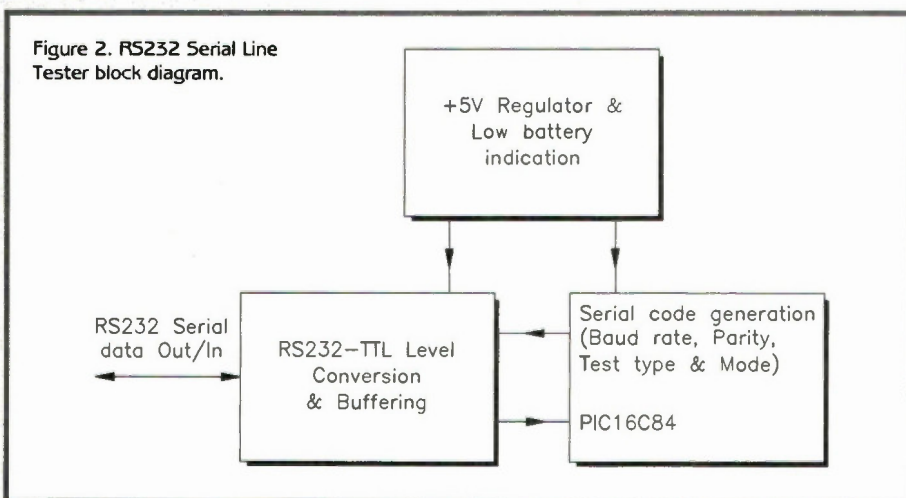 Figure 2. RS232 Serial Line
Tester block diagram.
+5V Regulator &
Low battery
indication
RS232 Serial
data Out/In
RS232-TTL Level
Conversion
& Buffering
Serial code generation
(Baud rate, Parity,
Test type & Mode)
PIC16C84